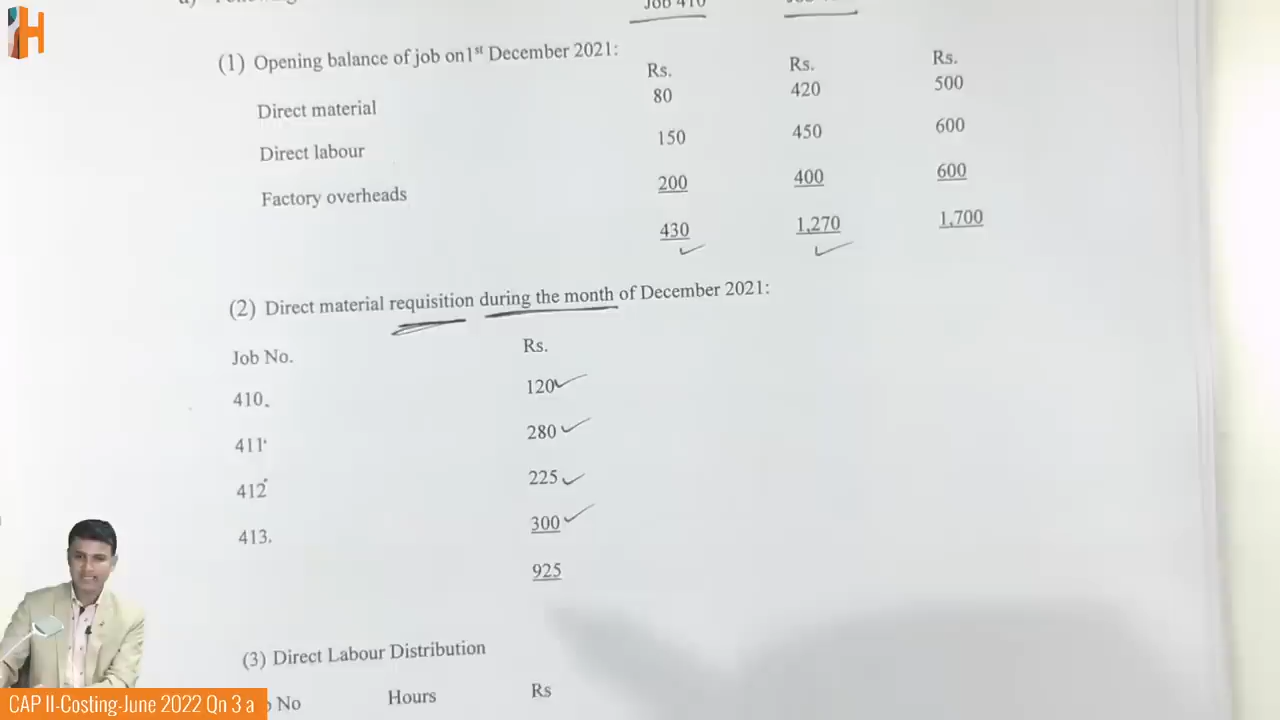 Job 410
(1) Opening balance of job on1st December 2021:
Rs. Rs. Rs.
Direct material 80 420 500
Direct labour 150 450 600
Factory overheads 200 400 600
430 1,270 1,700
(2) Direct material requisition during the month of December 2021:
Job No. Rs.
410. 120
411 280
412 225
413. 300
925
(3) Direct Labour Distribution
No Hours Rs
CAP II-Costing-June 2022 Qn 3 a